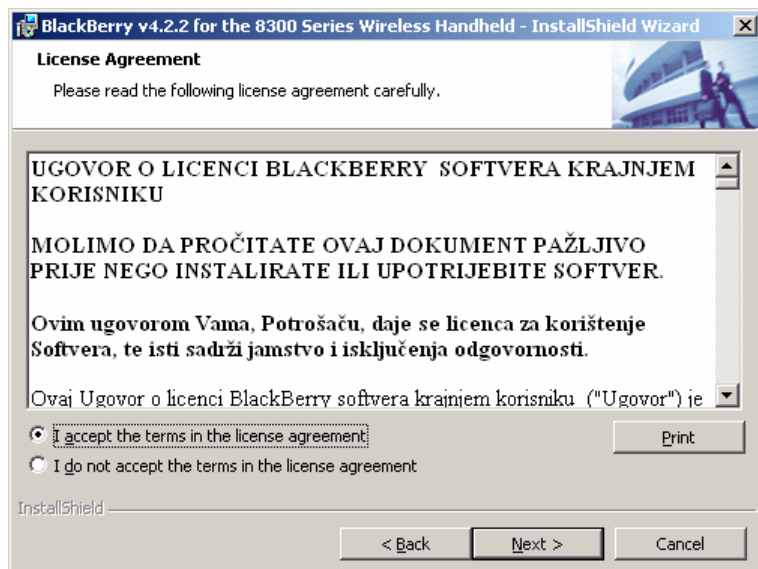 BlackBerry v4.2.2 for the 8300 Series Wireless Handheld - InstallShield Wizard
License Agreement
Please read the following license agreement carefully.
UGOVOR O LICENCI BLACKBERRY SOFTVERA KRAJNJEM
KORISNIKU
MOLIMO DA PROČITATE OVAJ DOKUMENT PAŽLJIVO
PRIJE NEGO INSTALIRATE ILI UPOTRIJEBITE SOFTVER.
Ovim ugovorom Vama, Potrošaču, daje se licenca za korištenje
Softvera, te isti sadrži jamstvo i isključenja odgovornosti.
Ovaj Ugovor o licenci BlackBerry softvera krajnjem korisniku ("Ugovor") je
I accept the terms in the license agreement
Print
I do not accept the terms in the license agreement
InstallShield
< Back Next > Cancel